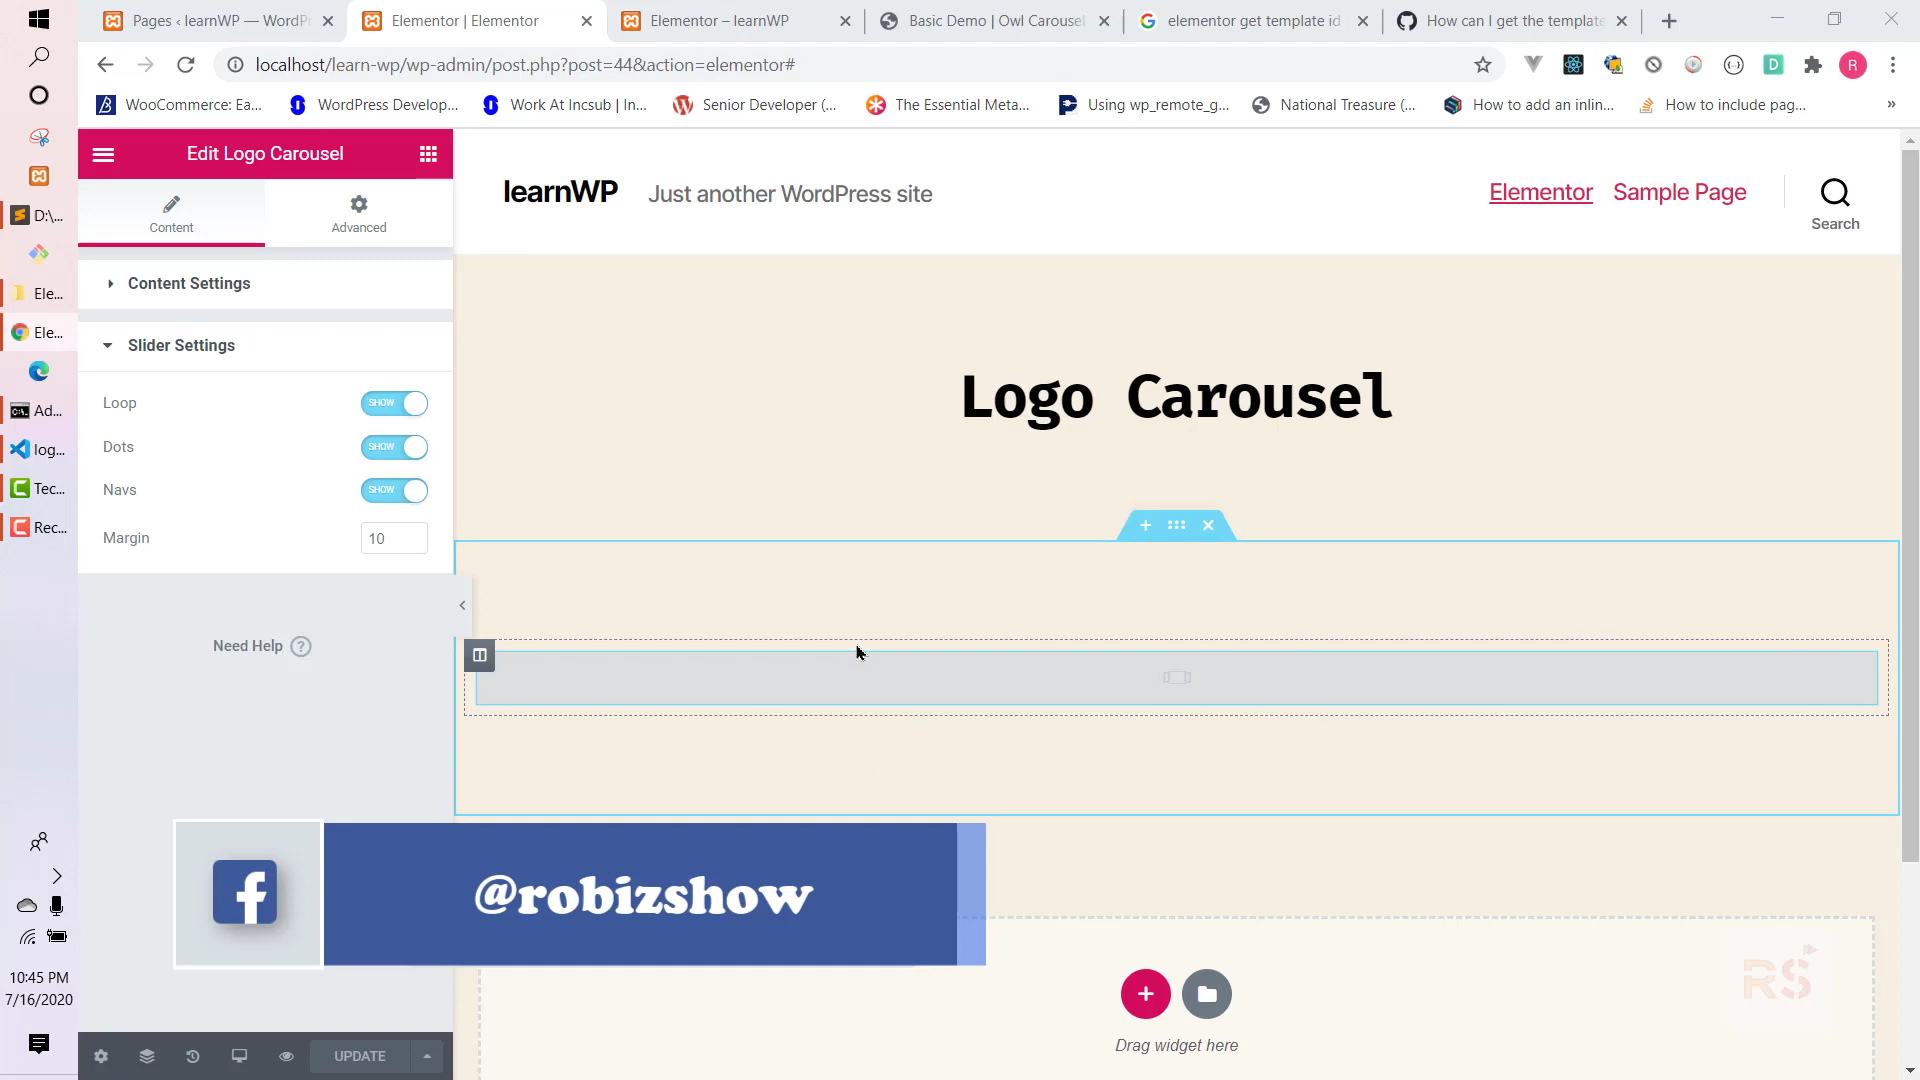 Pages ‹ learnWP — WordPr
Elementor | Elementor
Elementor – learnWP
Basic Demo | Owl Carousel
elementor get template id
How can I get the template
localhost/learn-wp/wp-admin/post.php?post=44&action=elementor#
R
D
WooCommerce: Ea...
WordPress Develop...
Work At Incsub | In...
Senior Developer (...
The Essential Meta...
Using wp_remote_g...
National Treasure (...
How to add an inlin...
How to include pag...
»
Edit Logo Carousel
Content
Advanced
Content Settings
Slider Settings
Loop
SHOW
Dots
SHOW
Navs
SHOW
Margin
10
Need Help ?
UPDATE
learnWP
Just another WordPress site
Elementor
Sample Page
Search
Logo Carousel
@robizshow
Drag widget here
RS
D:\...
Ele...
Ele...
Ad...
log...
Tec...
Rec...
10:45 PM
7/16/2020